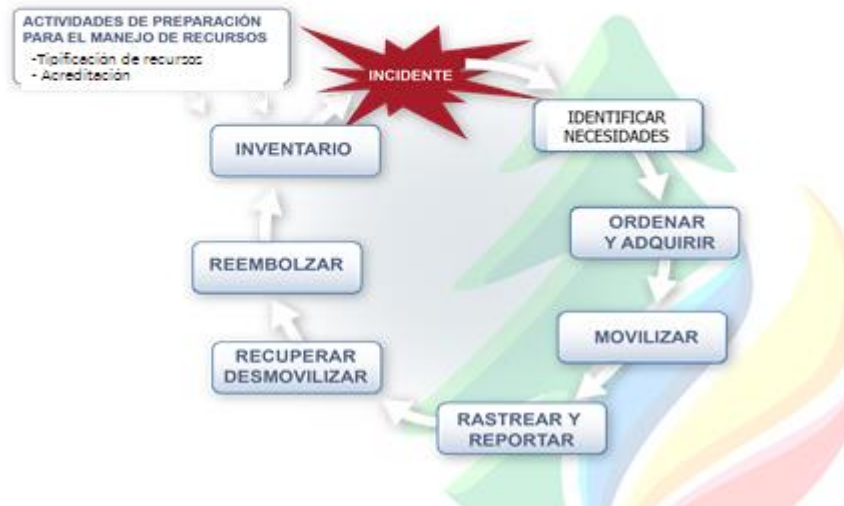 ACTIVIDADES DE PREPARACIÓN
PARA EL MANEJO DE RECURSOS
-Tipificación de recursos
- Acreditación
INCIDENTE
IDENTIFICAR
NECESIDADES
ORDENAR
Y ADQUIRIR
MOVILIZAR
RASTREAR Y
REPORTAR
RECUPERAR
DESMOVILIZAR
REEMBOLZAR
INVENTARIO